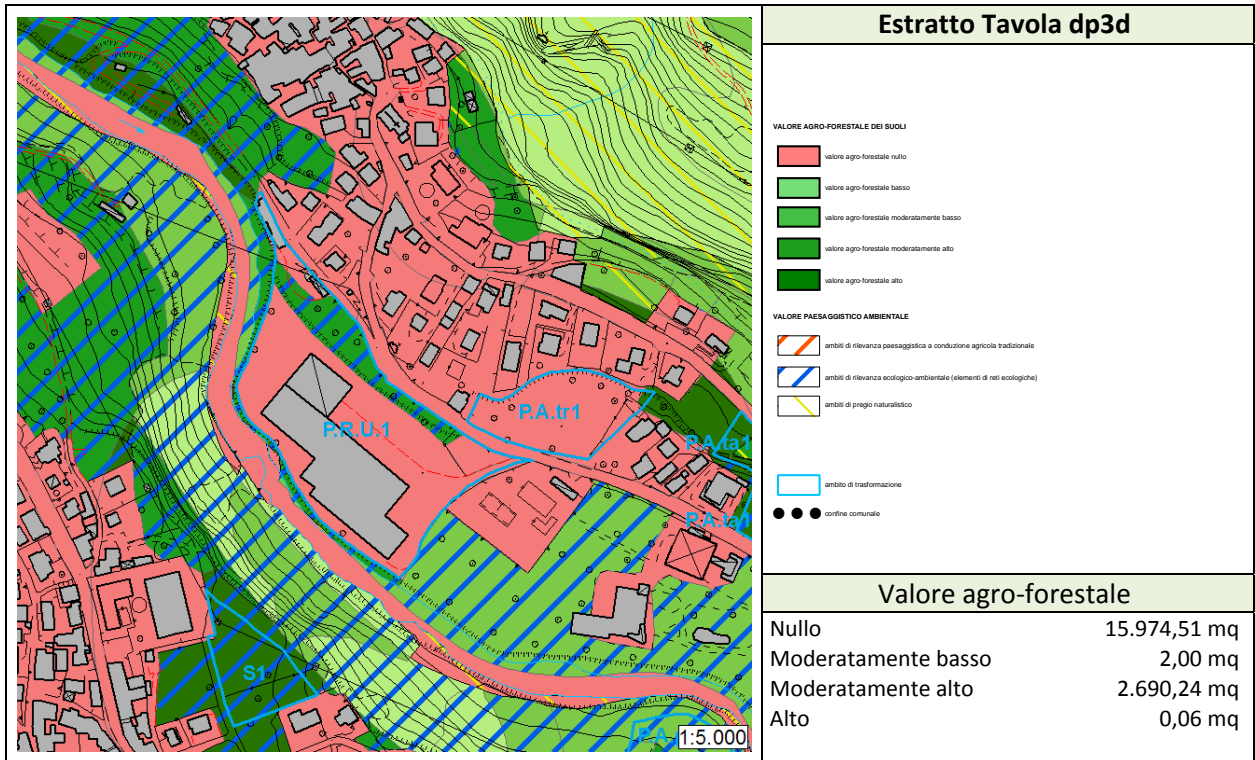 Estratto Tavola dp3d
VALORE AGRO-FORESTALE DEI SUOLI
valore agro-forestale nullo
valore agro-forestale basso
valore agro-forestale moderatamente basso
valore agro-forestale moderatamente alto
valore agro-forestale alto
VALORE PAESAGGISTICO AMBIENTALE
ambiti di rilevanza paesaggistica a conduzione agricola tradizionale
ambiti di rilevanza ecologico-ambientale (elementi di reti ecologiche)
ambiti di pregio naturalistico
ambito di trasformazione
confine comunale
P.R.U.1
P.A.tr1
P.A.ta1
P.A.ta1
S1
P.A.
1:5.000
Valore agro-forestale
Nullo 15.974,51 mq
Moderatamente basso 2,00 mq
Moderatamente alto 2.690,24 mq
Alto 0,06 mq